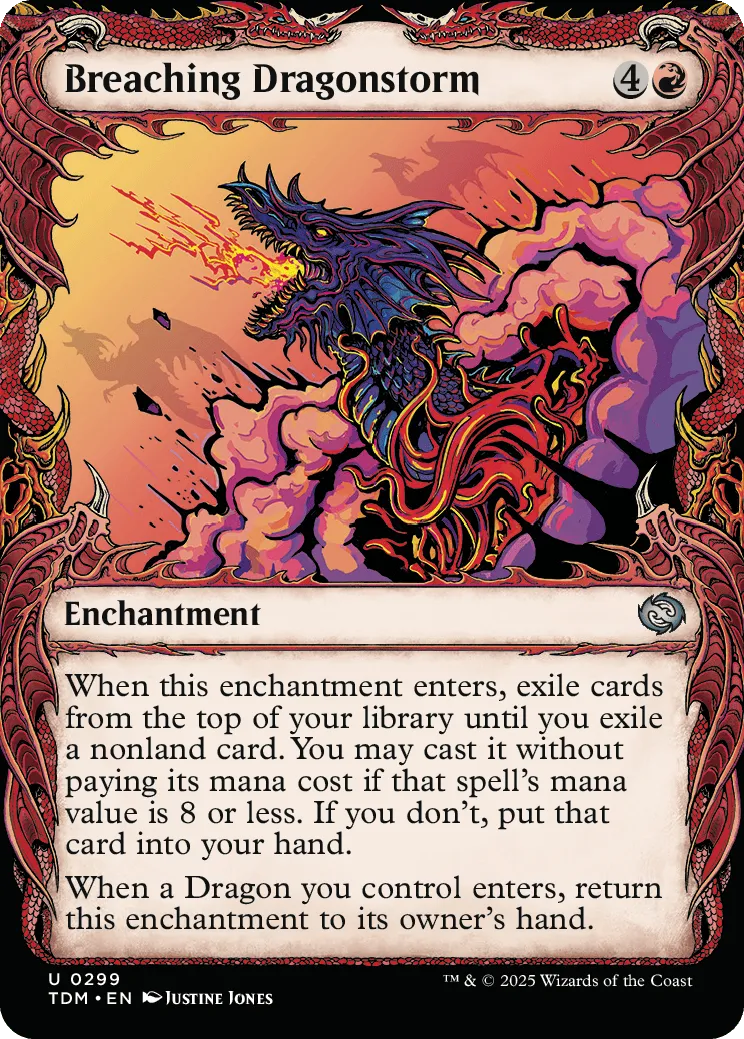 Breaching Dragonstorm 4
Enchantment
When this enchantment enters, exile cards
from the top of your library until you exile
a nonland card. You may cast it without
paying its mana cost if that spell's mana
value is 8 or less. If you don't, put that
card into your hand.
When a Dragon you control enters, return
this enchantment to its owner's hand.
U 0299
TDM • EN Justine Jones
™ & © 2025 Wizards of the Coast